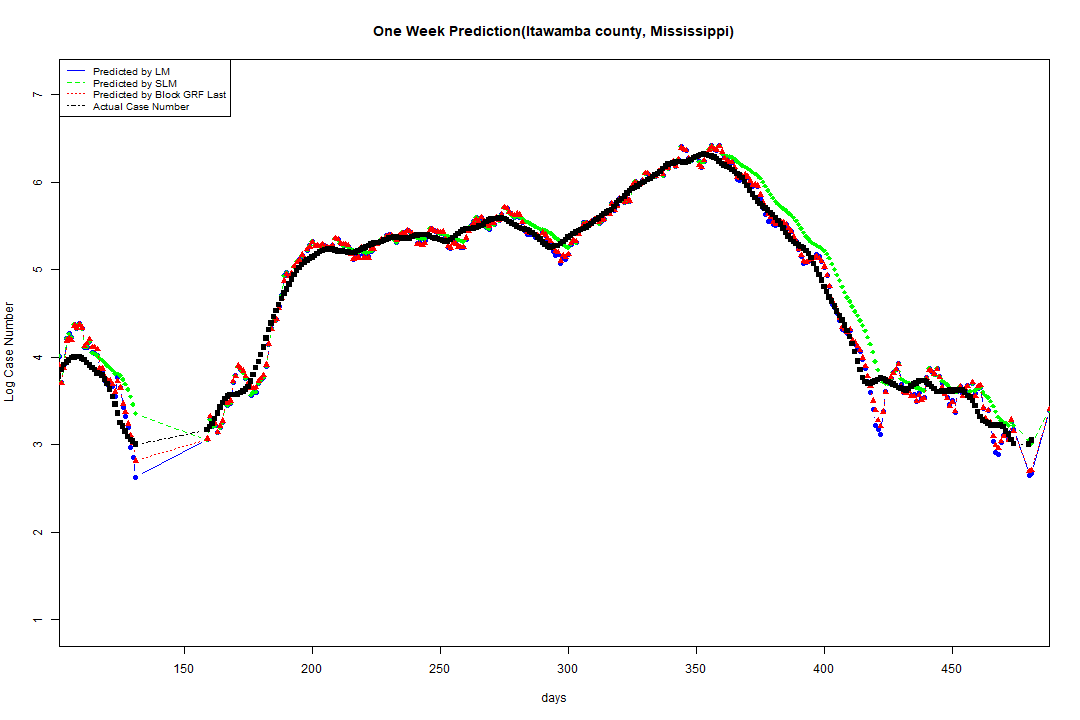 One Week Prediction(Itawamba county, Mississippi)
Predicted by LM
Predicted by SLM
Predicted by Block GRF Last
Actual Case Number
7
6
5
4
3
2
1
Log Case Number
150 200 250 300 350 400 450
days